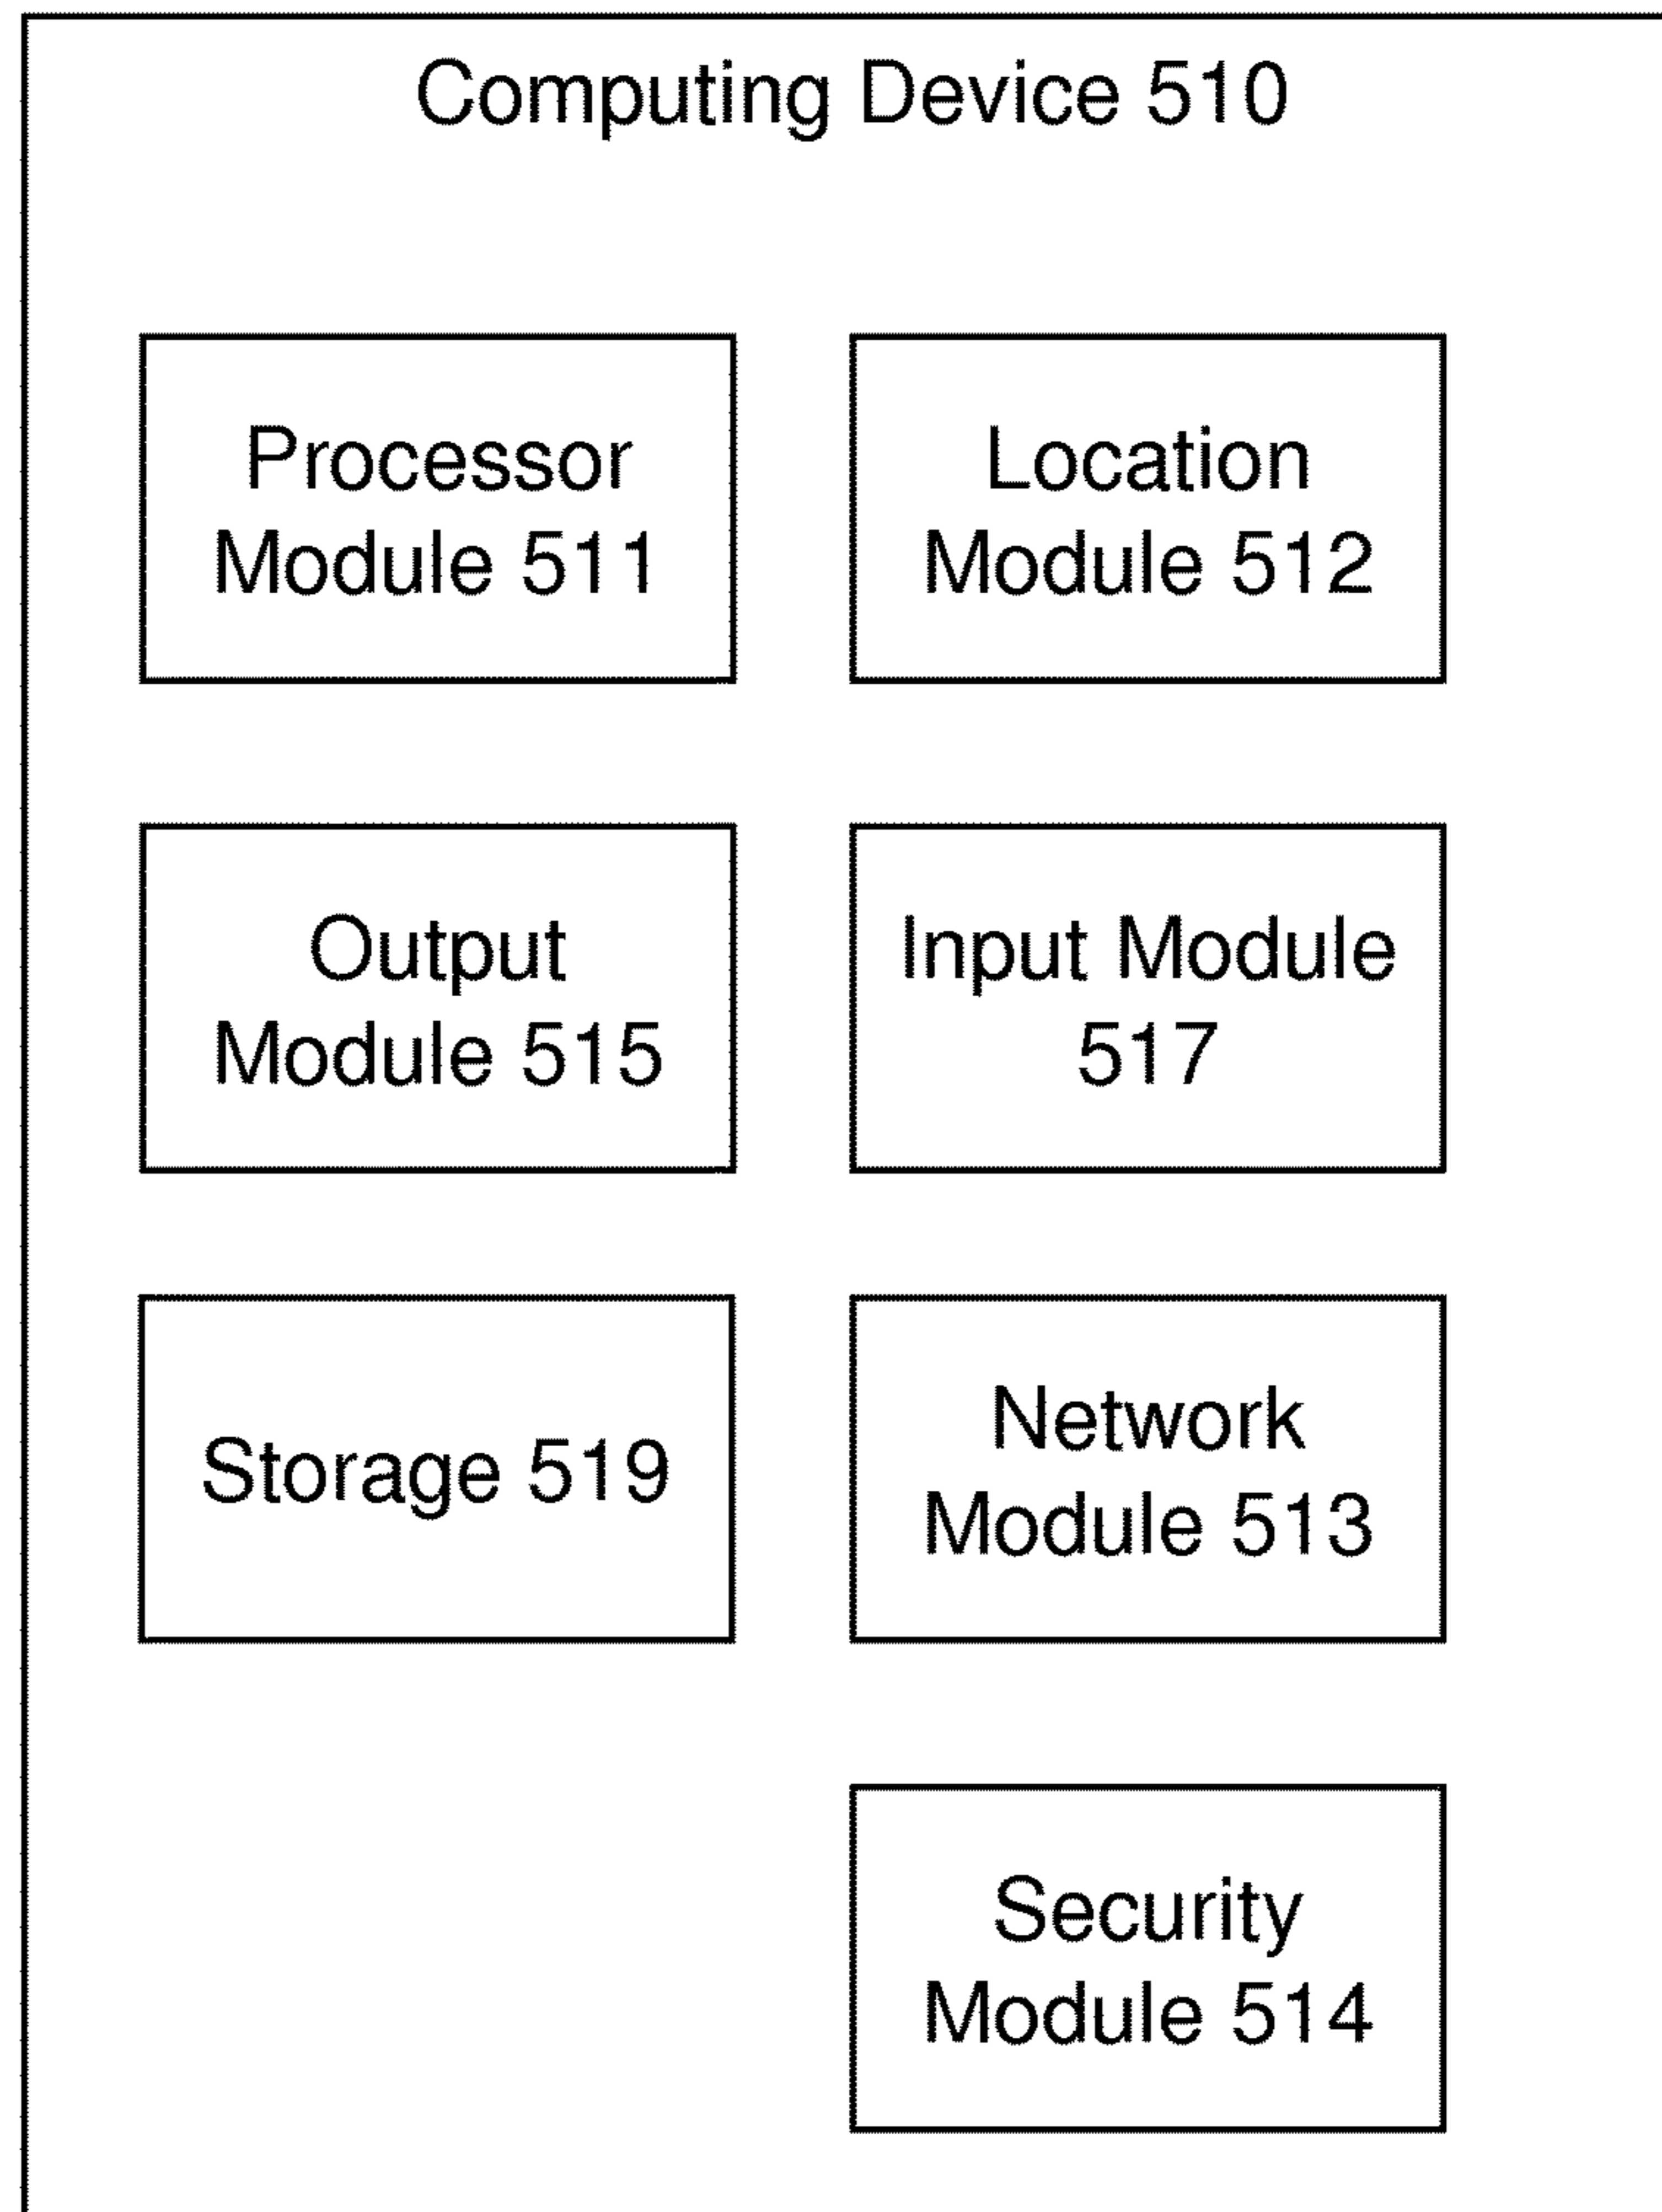 Computing Device 510
Processor
Module 511
Location
Module 512
Output
Module 515
Input Module
517
Storage 519
Network
Module 513
Security
Module 514